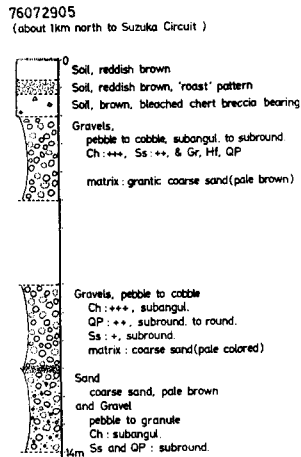 76072905
(about 1km north to Suzuka Circuit )
0
Soil, reddish brown
Soil, reddish brown, 'roast' pattern
Soil, brown, bleached chert breccia bearing
Gravels,
pebble to cobble, subangul. to subround.
Ch:+++, Ss:++, & Gr, Hf, QP
matrix : grantic coarse sand(pale brown)
Gravels, pebble to cobble
Ch : +++, subangul.
QP : ++, subround. to round.
Ss : +, subround.
matrix : coarse sand(pale colored)
Sand
coarse sand, pale brown
and Gravel
pebble to granule
Ch : subangul.
Ss and QP : subround.
14m